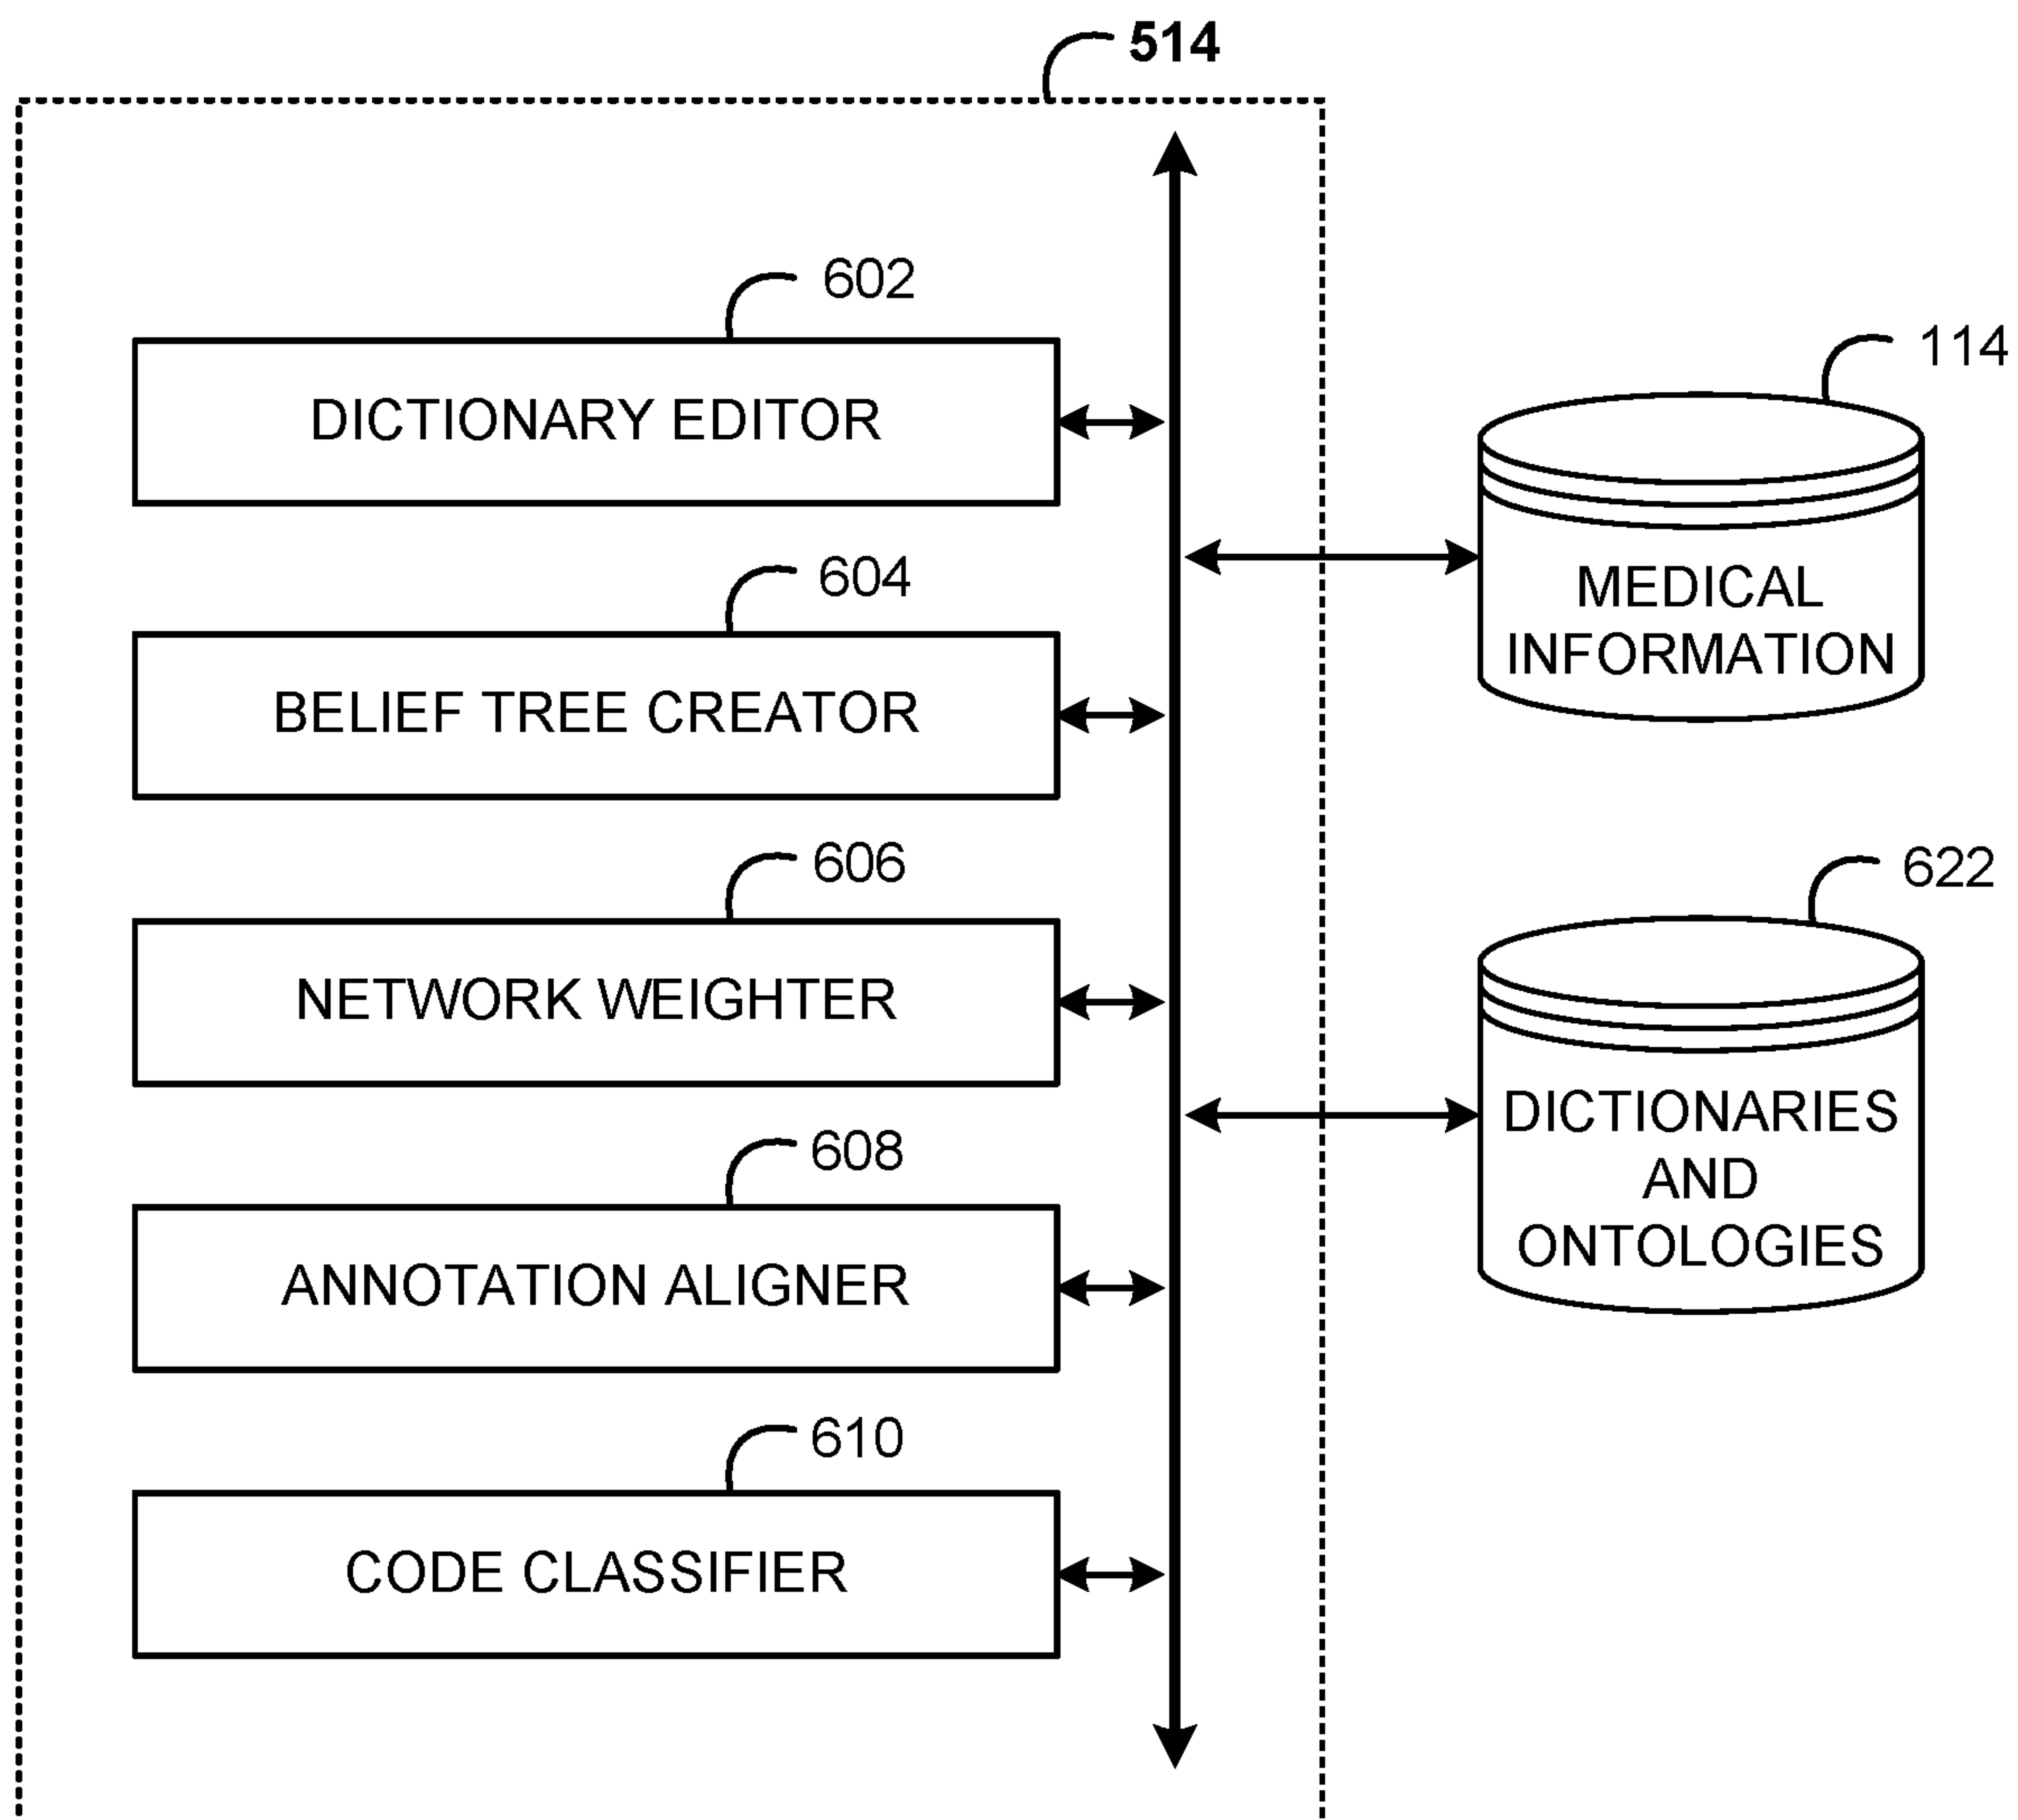 514
602
DICTIONARY EDITOR
114
MEDICAL
INFORMATION
604
BELIEF TREE CREATOR
606
NETWORK WEIGHTER
622
DICTIONARIES
AND
ONTOLOGIES
608
ANNOTATION ALIGNER
610
CODE CLASSIFIER